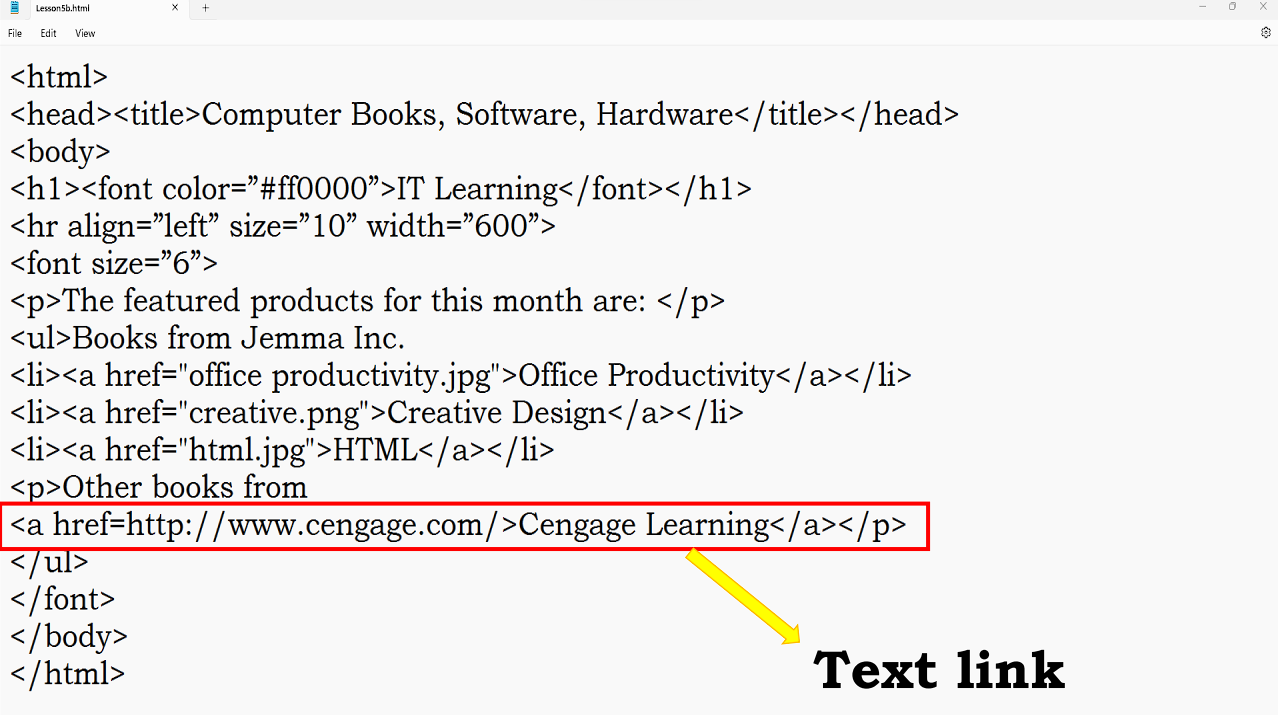 Lesson5b.html
File Edit View
<html>
<head><title>Computer Books, Software, Hardware</title></head>
<body>
<h1><font color=”#ff0000”>IT Learning</font></h1>
<hr align=”left” size=”10” width=”600”>
<font size=”6”>
<p>The featured products for this month are: </p>
<ul>Books from Jemma Inc.
<li><a href="office productivity.jpg">Office Productivity</a></li>
<li><a href="creative.png">Creative Design</a></li>
<li><a href="html.jpg">HTML</a></li>
<p>Other books from
<a href=http://www.cengage.com/>Cengage Learning</a></p>
</ul>
</font>
</body>
</html>
Text link